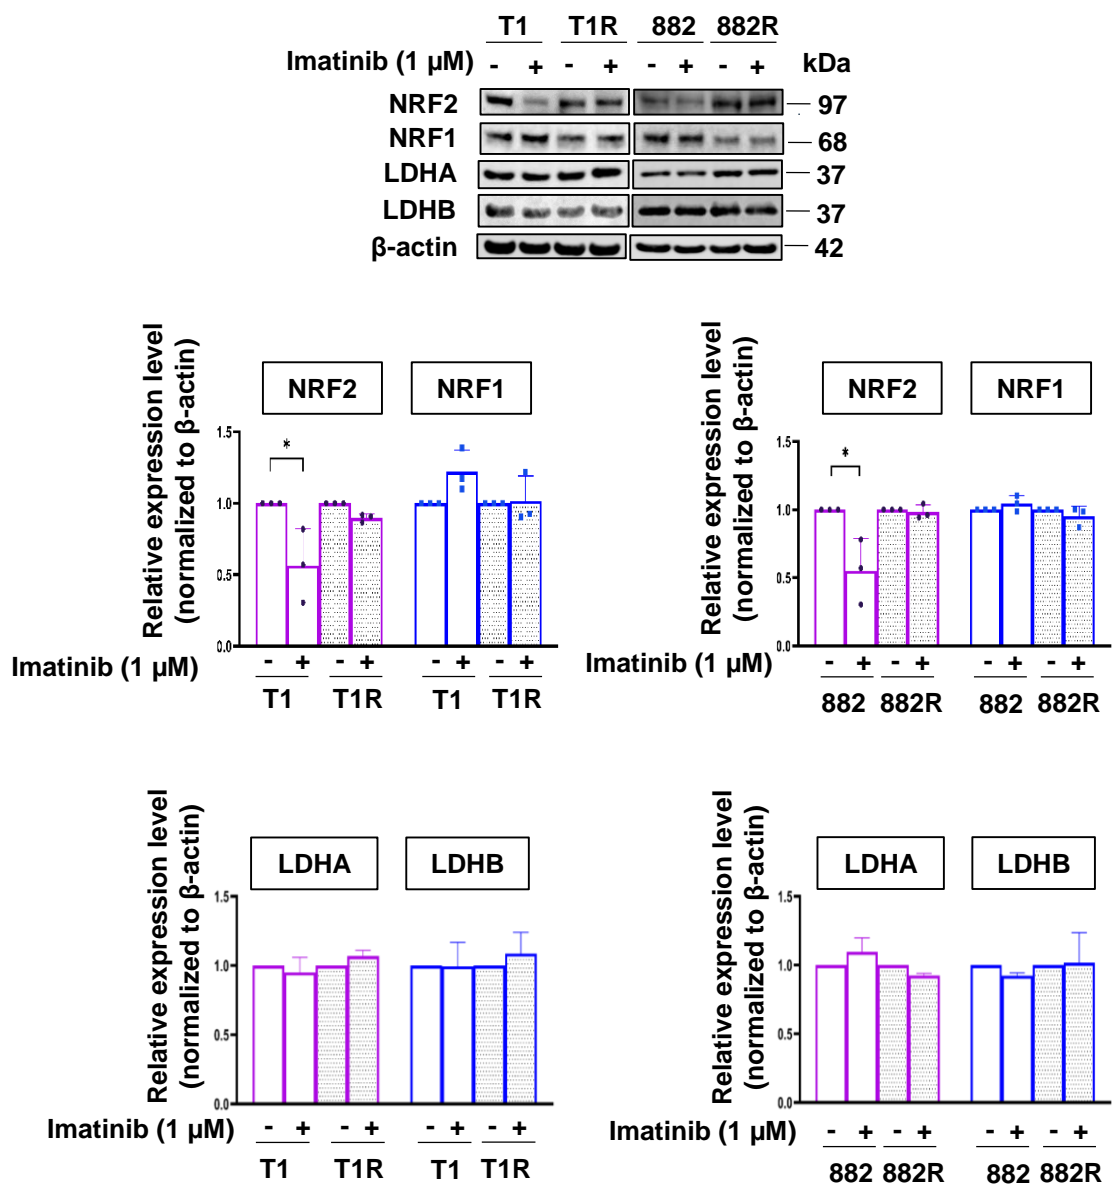 T1 T1R 882 882R
Imatinib (1 μM) - + - + - + - + kDa
NRF2 97
NRF1 68
LDHA 37
LDHB 37
β-actin 42
Relative expression level
(normalized to β-actin)
NRF2 NRF1
1.5
*
1.0
0.5
0.0
Imatinib (1 μM) - + - + - + - +
T1 T1R T1 T1R
Relative expression level
(normalized to β-actin)
NRF2 NRF1
1.5
*
1.0
0.5
0.0
Imatinib (1 μM) - + - + - + - +
882 882R 882 882R
Relative expression level
(normalized to β-actin)
LDHA LDHB
1.5
1.0
0.5
0.0
Imatinib (1 μM) - + - + - + - +
T1 T1R T1 T1R
Relative expression level
(normalized to β-actin)
LDHA LDHB
1.5
1.0
0.5
0.0
Imatinib (1 μM) - + - + - + - +
882 882R 882 882R